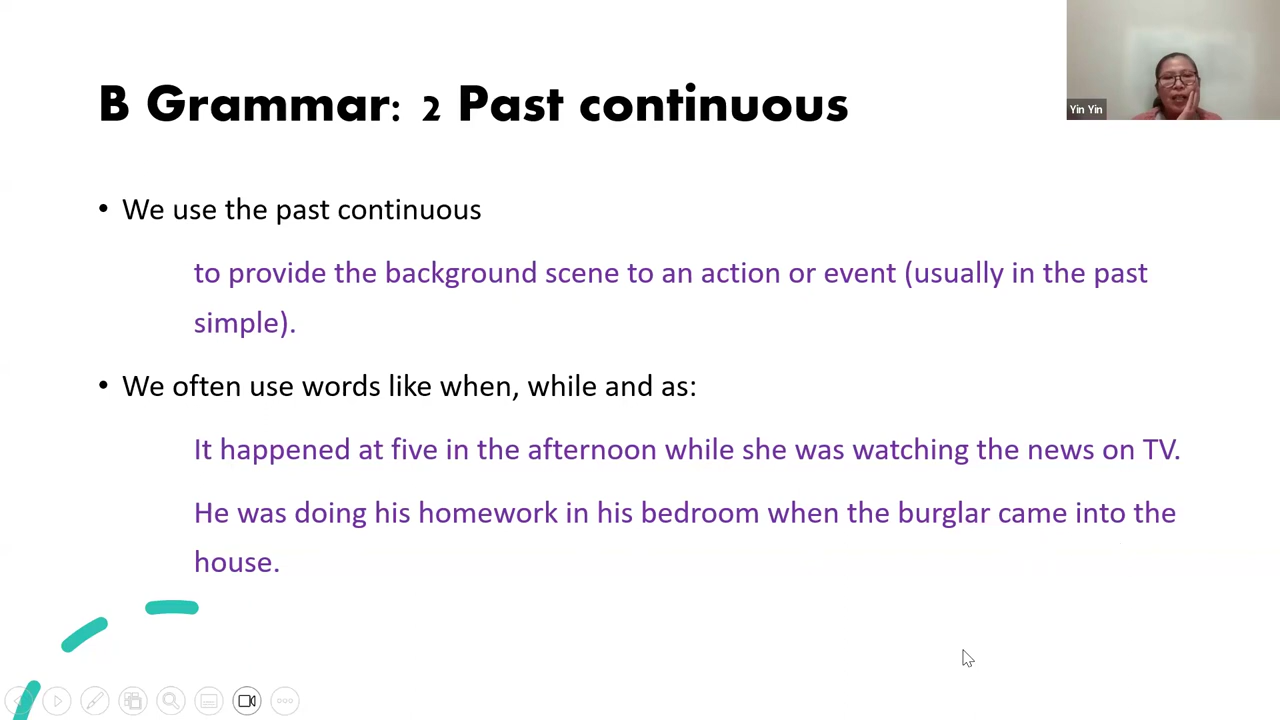 B Grammar: 2 Past continuous
Yin Yin
• We use the past continuous
to provide the background scene to an action or event (usually in the past
simple).
• We often use words like when, while and as:
It happened at five in the afternoon while she was watching the news on TV.
He was doing his homework in his bedroom when the burglar came into the
house.